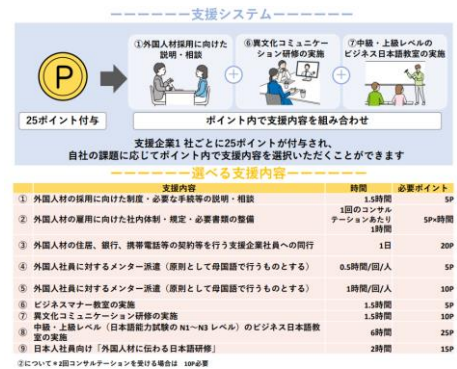 支援システム
①外国人材採用に向けた
説明・相談
⑥異文化コミュニケー
ション研修の実施
⑦中級・上級レベルの
ビジネス日本語教室の実施
P
25ポイント付与
ポイント内で支援内容を組み合わせ
支援企業1 社ごとに25ポイントが付与され、
自社の課題に応じてポイント内で支援内容を選択いただくことができます
選べる支援内容
支援内容 時間 必要ポイント
① 外国人材の採用に向けた制度・必要な手続等の説明・相談 1.5時間 5P
② 外国人材の雇用に向けた社内体制・規定・必要書類の整備 1回のコンサル
テーションあたり
1時間 5P×時間
③ 外国人材の住居、銀行、携帯電話等の契約等を行う支援企業社員への同行 1日 20P
④ 外国人社員に対するメンター派遣（原則として母国語で行うものとする） 0.5時間/回/人 5P
⑤ 外国人社員に対するメンター派遣（原則として母国語で行うものとする） 1時間/回/人 10P
⑥ ビジネスマナー教室の実施 1.5時間 5P
⑦ 異文化コミュニケーション研修の実施 1.5時間 10P
⑧ 中級・上級レベル（日本語能力試験の N1～N3 レベル）のビジネス日本語教
室の実施 6時間 25P
⑨ 日本人社員向け「外国人材に伝わる日本語研修」 2時間 15P
②について＊2回コンサルテーションを受ける場合は 10P必要